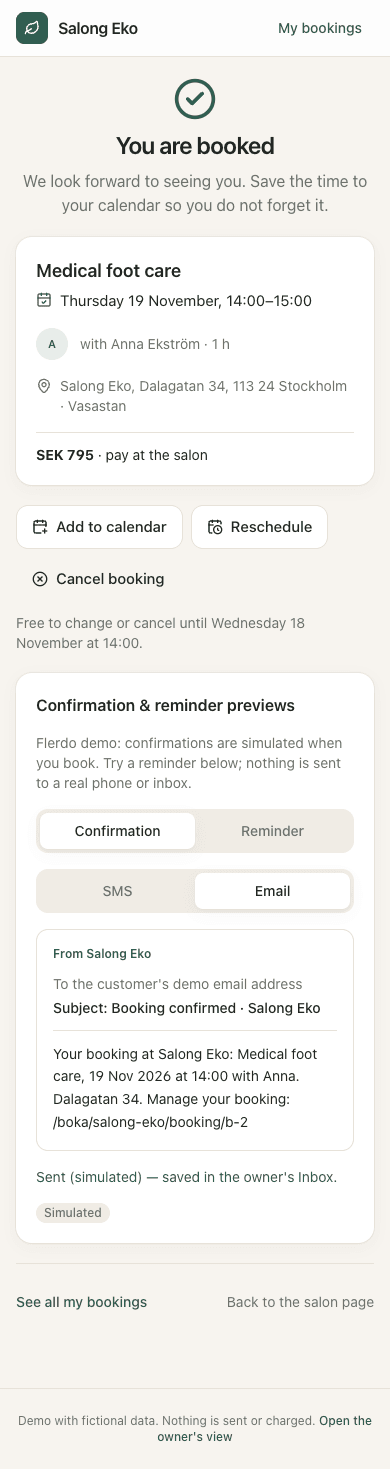 Salong Eko
My bookings
You are booked
We look forward to seeing you. Save the time to
your calendar so you do not forget it.
Medical foot care
Thursday 19 November, 14:00–15:00
A
with Anna Ekström · 1 h
Salong Eko, Dalagatan 34, 113 24 Stockholm
· Vasastan
SEK 795 · pay at the salon
Add to calendar
Reschedule
Cancel booking
Free to change or cancel until Wednesday 18
November at 14:00.
Confirmation & reminder previews
Flerdo demo: confirmations are simulated when
you book. Try a reminder below; nothing is sent
to a real phone or inbox.
Confirmation
Reminder
SMS
Email
From Salong Eko
To the customer's demo email address
Subject: Booking confirmed · Salong Eko
Your booking at Salong Eko: Medical foot
care, 19 Nov 2026 at 14:00 with Anna.
Dalagatan 34. Manage your booking:
/boka/salong-eko/booking/b-2
Sent (simulated) — saved in the owner's Inbox.
Simulated
See all my bookings
Back to the salon page
Demo with fictional data. Nothing is sent or charged. Open the
owner's view